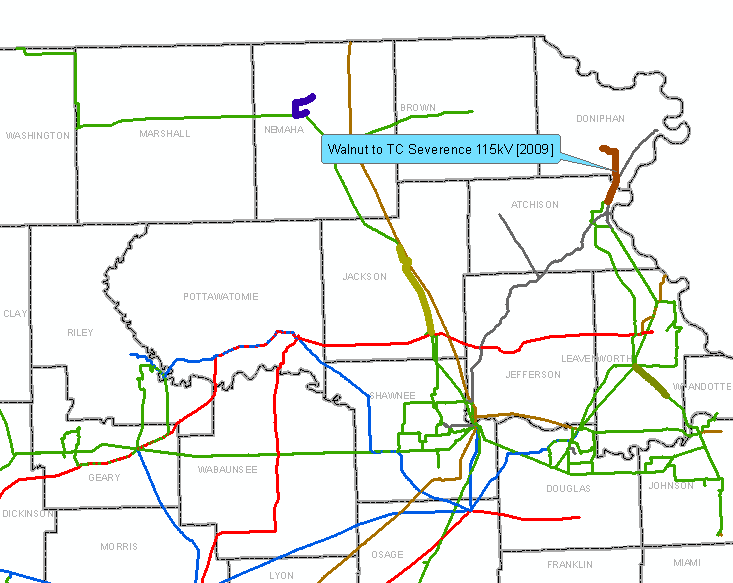 DONIPHAN
BROWN
NEMAHA
WASHINGTON
MARSHALL
Walnut to TC Severence 115kV [2009]
ATCHISON
JACKSON
POTTAWATOMIE
CLAY
RILEY
LEAVENWORTH
JEFFERSON
WYANDOTTE
SHAWNEE
WABAUNSEE
GEARY
DOUGLAS
JOHNSON
DICKINSON
MORRIS
OSAGE
FRANKLIN
MIAMI
LYON